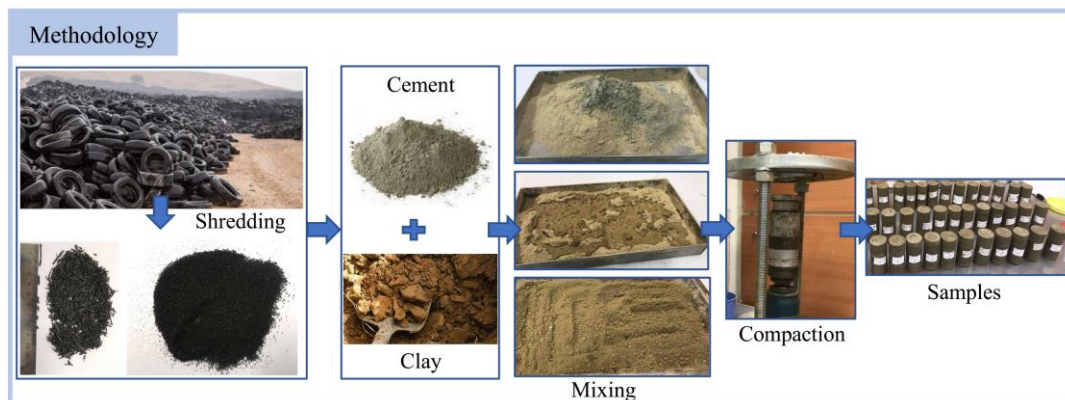 Methodology
Shredding
Cement
+
Clay
Mixing
Compaction
Samples